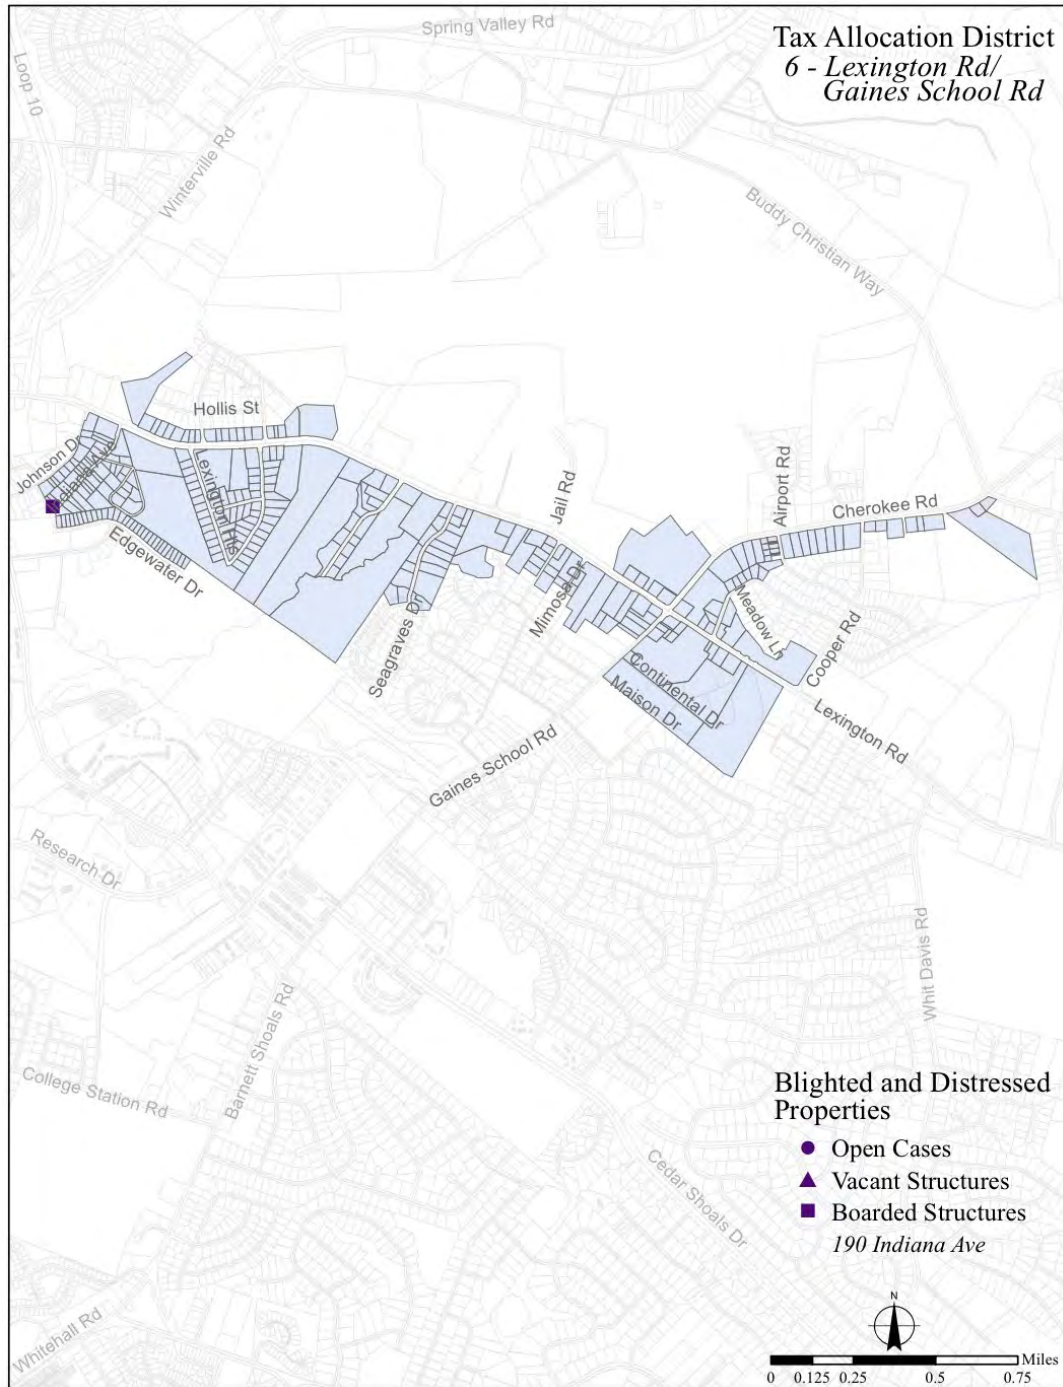 Spring Valley Rd
Tax Allocation District
6 - Lexington Rd/
Gaines School Rd
Loop 10
Winterville Rd
Buddy Christian Way
Hollis St
Johnson Dr
Indiana Ave
Lexington Hts
Edgewater Dr
Jail Rd
Airport Rd
Cherokee Rd
Seagraves Dr
Mimosa Dr
Meadow Ln
Cooper Rd
Continental Dr
Maison Dr
Lexington Rd
Gaines School Rd
Research Dr
Whit Davis Rd
Barnett Shoals Rd
College Station Rd
Cedar Shoals Dr
Whitehall Rd
Blighted and Distressed
Properties
Open Cases
Vacant Structures
Boarded Structures
190 Indiana Ave
N
Miles
0 0.125 0.25 0.5 0.75